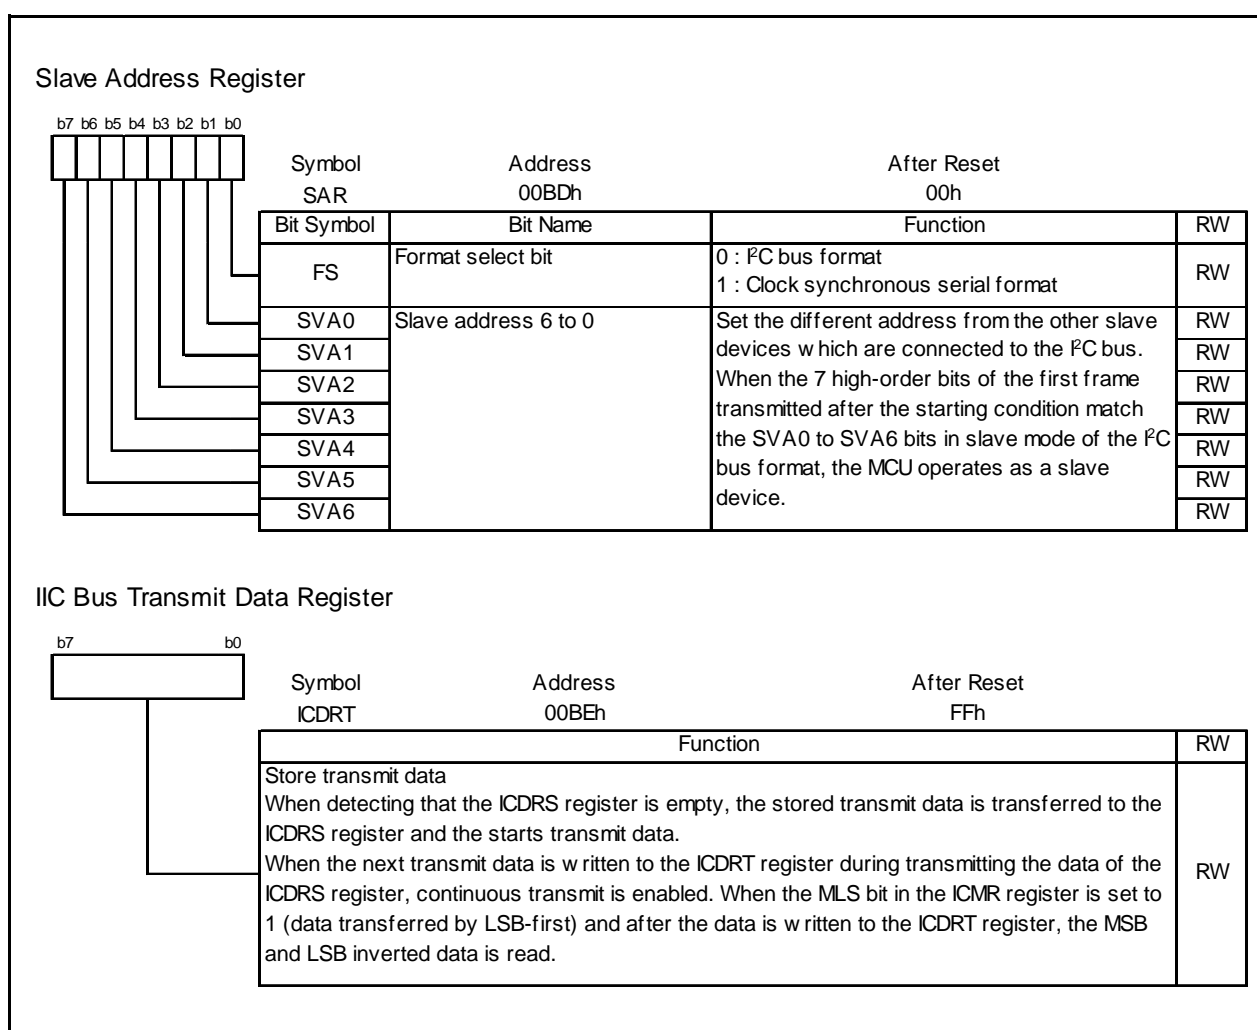 Slave Address Register
b7 b6 b5 b4 b3 b2 b1 b0
Symbol Address After Reset
SAR 00BDh 00h
Bit Symbol Bit Name Function RW
FS Format select bit 0 : I²C bus format RW
1 : Clock synchronous serial format
SVA0 Slave address 6 to 0 Set the different address from the other slave RW
SVA1 devices which are connected to the I²C bus. RW
SVA2 When the 7 high-order bits of the first frame RW
SVA3 transmitted after the starting condition match RW
SVA4 the SVA0 to SVA6 bits in slave mode of the I²C RW
SVA5 bus format, the MCU operates as a slave RW
SVA6 device. RW
IIC Bus Transmit Data Register
b7 b0
Symbol Address After Reset
ICDRT 00BEh FFh
Function RW
Store transmit data
When detecting that the ICDRS register is empty, the stored transmit data is transferred to the
ICDRS register and the starts transmit data.
When the next transmit data is written to the ICDRT register during transmitting the data of the RW
ICDRS register, continuous transmit is enabled. When the MLS bit in the ICMR register is set to
1 (data transferred by LSB-first) and after the data is written to the ICDRT register, the MSB
and LSB inverted data is read.